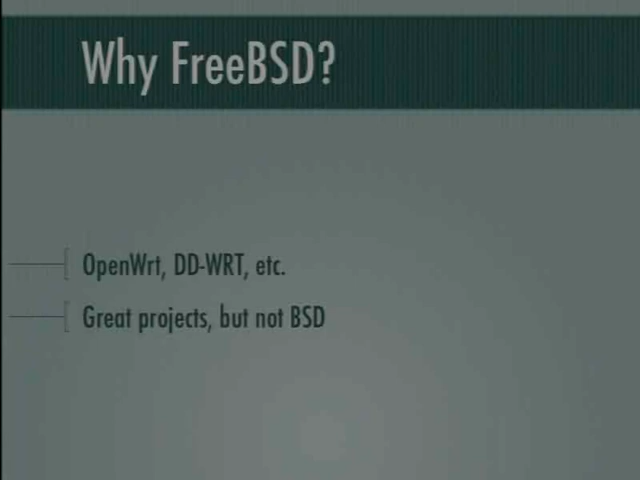 Why FreeBSD?
OpenWrt, DD-WRT, etc.
Great projects, but not BSD